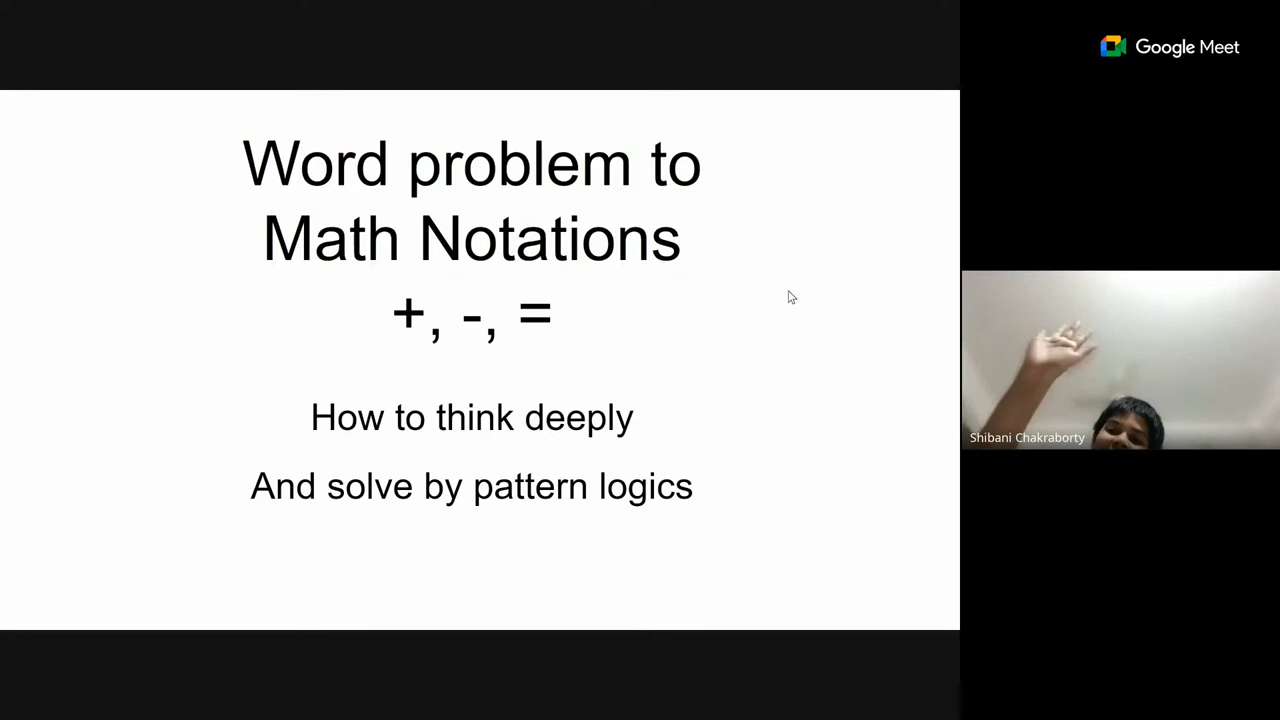 Word problem to
Math Notations
+, -, =
How to think deeply
And solve by pattern logics
Google Meet
Shibani Chakraborty